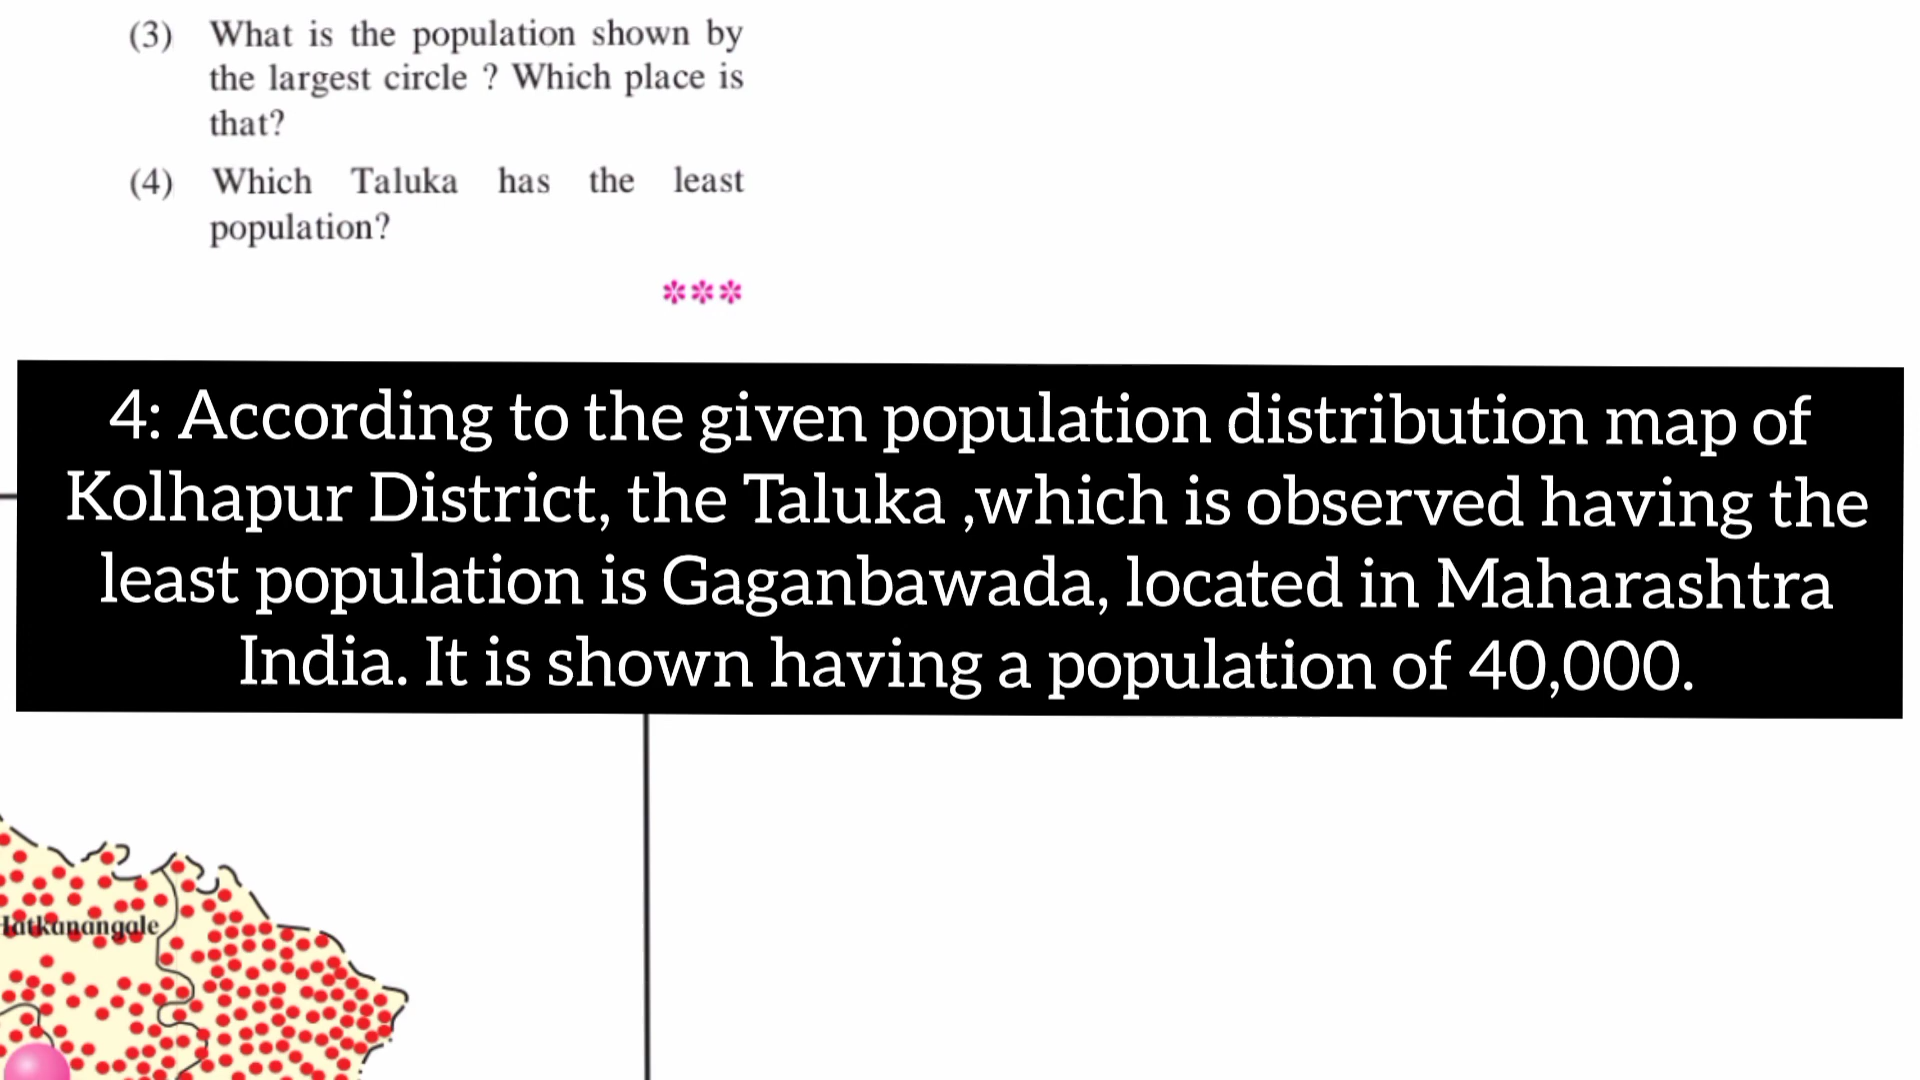 (3) What is the population shown by
the largest circle ? Which place is
that?
(4) Which Taluka has the least
population?
***
4: According to the given population distribution map of
Kolhapur District, the Taluka ,which is observed having the
least population is Gaganbawada, located in Maharashtra
India. It is shown having a population of 40,000.
Hatkanangale